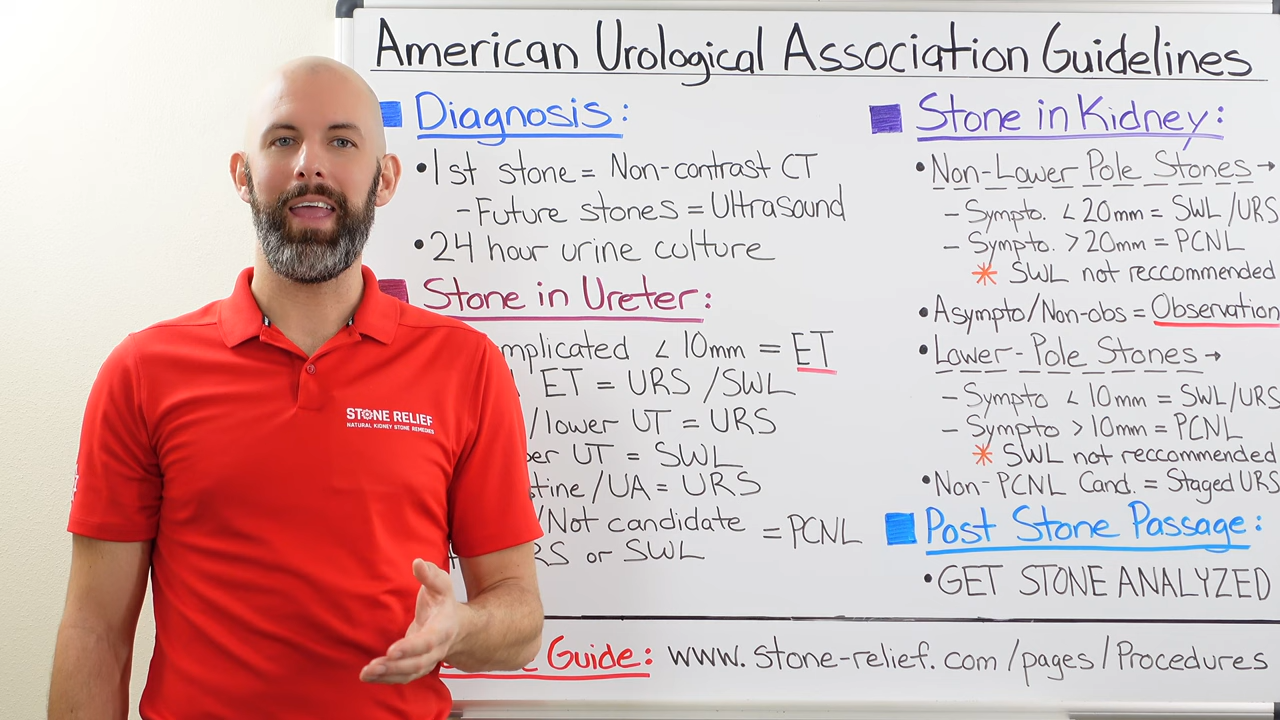 American Urological Association Guidelines
Diagnosis:
•1st stone = Non-contrast CT
-Future stones = Ultrasound
•24 hour urine culture
Stone in Ureter:
mplicated < 10mm = ET
ET = URS /SWL
/lower UT = URS
er UT = SWL
tine/UA = URS
/Not candidate = PCNL
RS or SWL
Stone in Kidney:
•Non-Lower Pole Stones →
- Sympto. < 20mm = SWL /URS
- Sympto. > 20mm = PCNL
* SWL not reccommended
•Asympto/Non-obs = Observation
•Lower-Pole Stones →
- Sympto < 10mm = SWL/URS
- Sympto > 10mm = PCNL
* SWL not reccommended
•Non-PCNL Cand. = Staged URS
Post Stone Passage:
•GET STONE ANALYZED
Guide: www.stone-relief.com/pages/Procedures
STONE RELIEF
NATURAL KIDNEY STONE REMEDIES